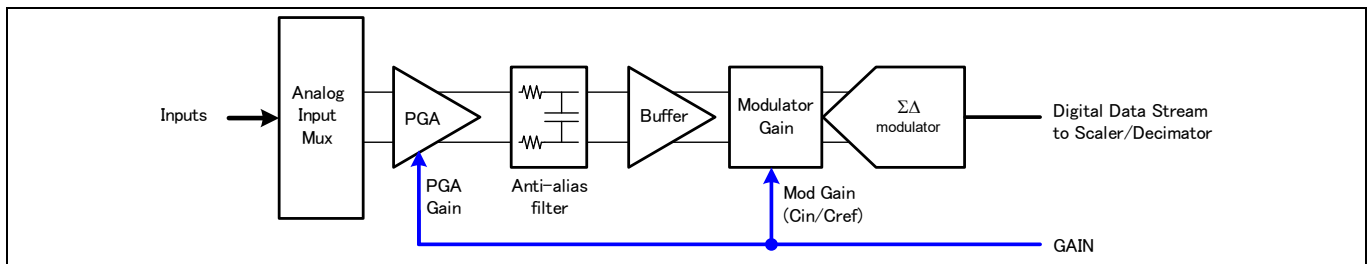 Inputs
Analog
Input
Mux
PGA
PGA
Gain
Anti-alias
filter
Buffer
Modulator
Gain
Mod Gain
(Cin/Cref)
ΣΔ
modulator
Digital Data Stream
to Scaler/Decimator
GAIN